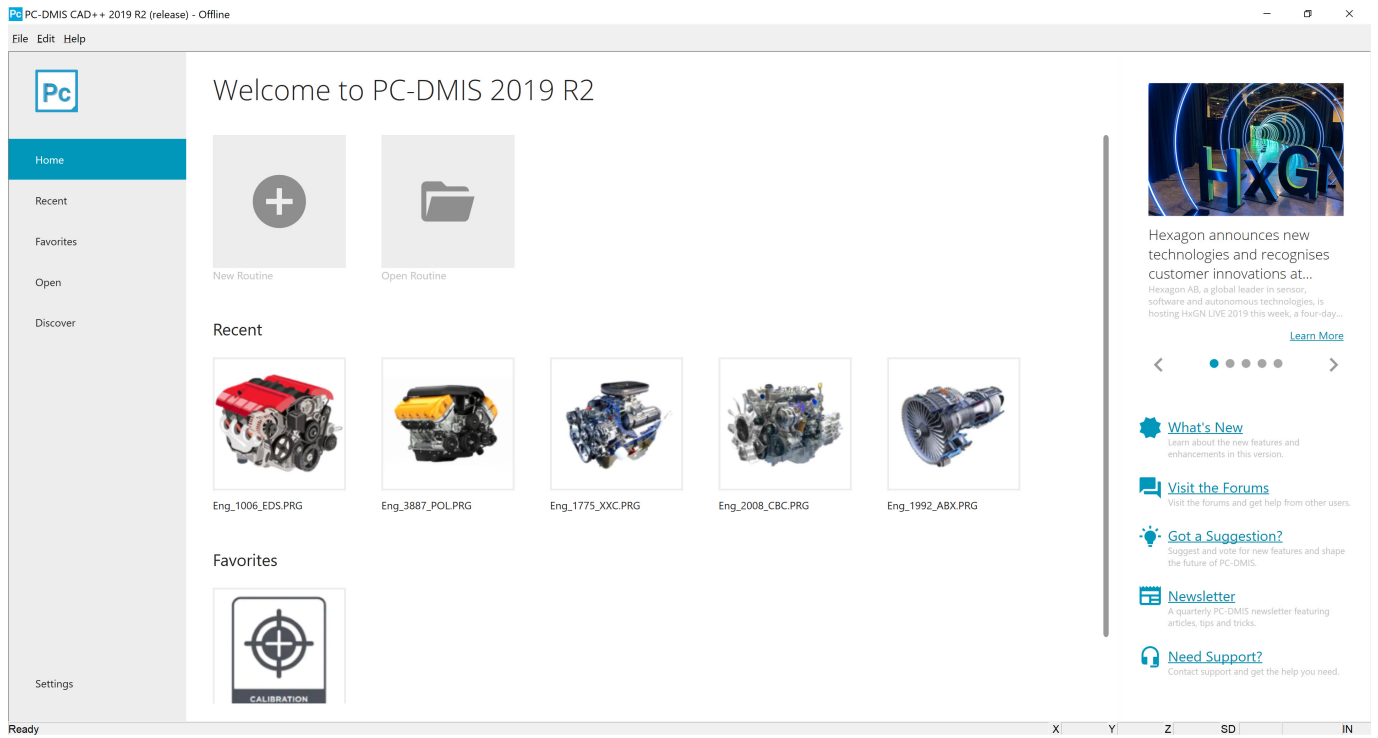 Pc PC-DMIS CAD++ 2019 R2 (release) - Offline
File Edit Help
Pc
Home
Recent
Favorites
Open
Discover
Settings
Welcome to PC-DMIS 2019 R2
New Routine
Open Routine
Recent
Eng_1006_EDS.PRG
Eng_3887_POL.PRG
Eng_1775_XXC.PRG
Eng_2008_CBC.PRG
Eng_1992_ABX.PRG
Favorites
CALIBRATION
HxGN
Hexagon announces new
technologies and recognises
customer innovations at...
Hexagon AB, a global leader in sensor,
software and autonomous technologies, is
hosting HxGN LIVE 2019 this week, a four-day...
Learn More
What's New
Learn about the new features and
enhancements in this version.
Visit the Forums
Visit the forums and get help from other users.
Got a Suggestion?
Suggest and vote for new features and shape
the future of PC-DMIS.
Newsletter
A quarterly PC-DMIS newsletter featuring
articles, tips and tricks.
Need Support?
Contact support and get the help you need.
Ready
X Y Z SD IN